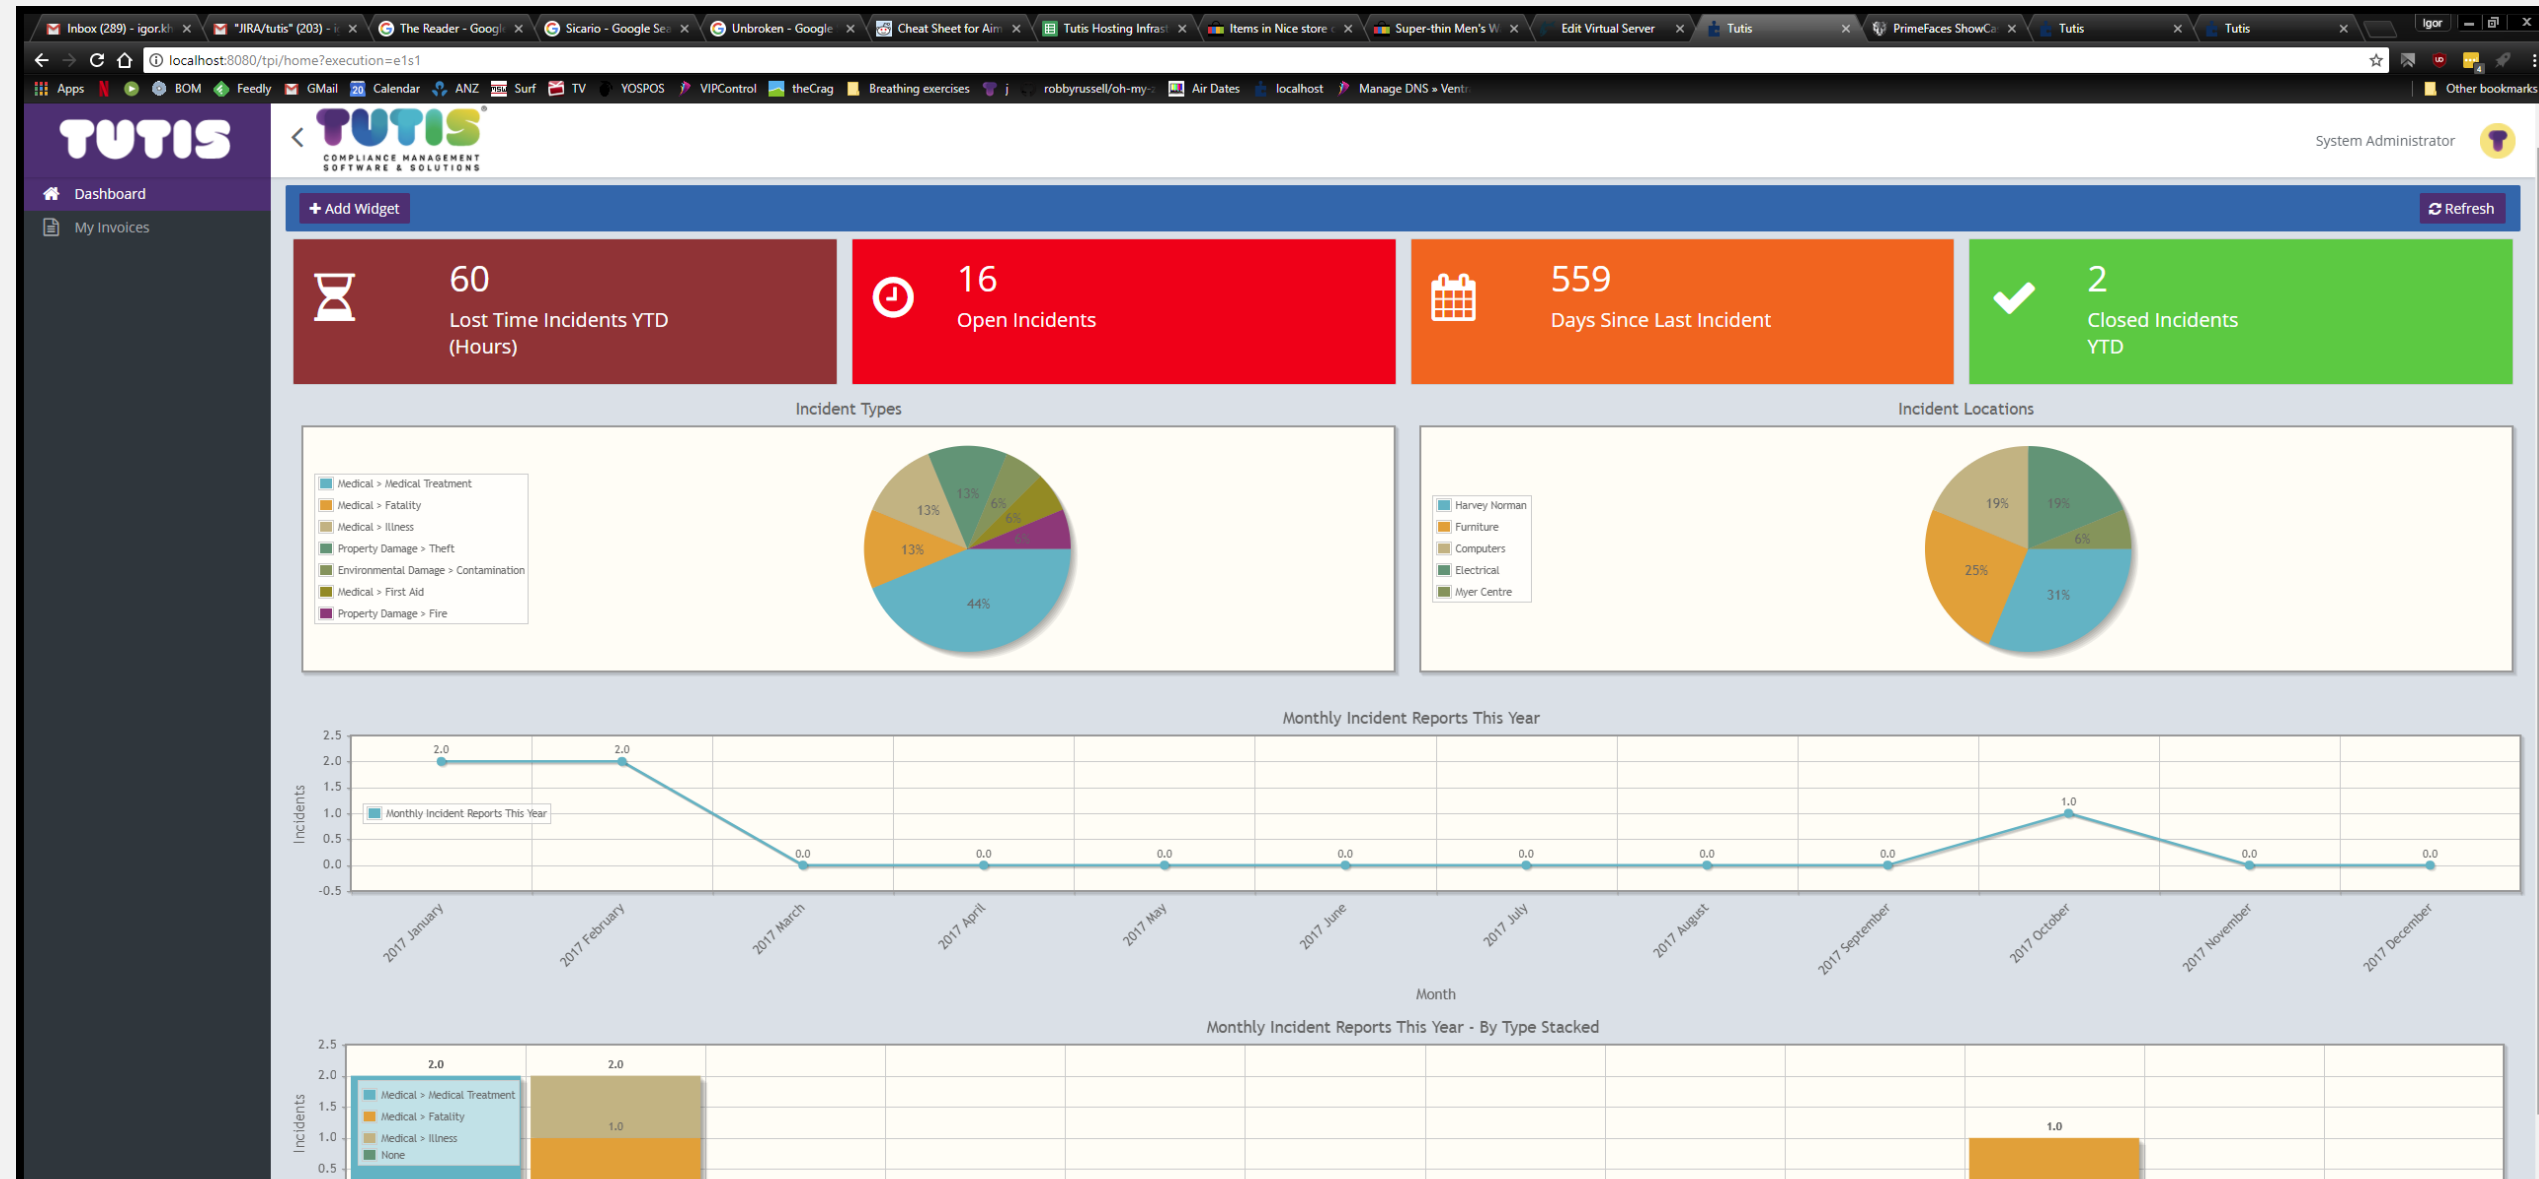 Inbox (289) - igor.kh
"JIRA/tutis" (203) - i
The Reader - Google
Sicario - Google Sea
Unbroken - Google
Cheat Sheet for Aim
Tutis Hosting Infrast
Items in Nice store
Super-thin Men's W
Edit Virtual Server
Tutis
PrimeFaces ShowCa
Tutis
Tutis
Igor
localhost:8080/tpi/home?execution=e1s1
Apps
BOM
Feedly
GMail
20
Calendar
ANZ
Surf
TV
YOSPOS
VIPControl
theCrag
Breathing exercises
j
robbyrussell/oh-my-
Air Dates
localhost
Manage DNS » Ventr
Other bookmarks
4
TUTIS
TUTIS
COMPLIANCE MANAGEMENT
SOFTWARE & SOLUTIONS
System Administrator
T
Dashboard
My Invoices
Add Widget
Refresh
60
Lost Time Incidents YTD
(Hours)
16
Open Incidents
559
Days Since Last Incident
2
Closed Incidents
YTD
Incident Types
Medical > Medical Treatment
Medical > Fatality
Medical > Illness
Property Damage > Theft
Environmental Damage > Contamination
Medical > First Aid
Property Damage > Fire
13%
6%
13%
6%
6%
13%
44%
Incident Locations
Harvey Norman
Furniture
Computers
Electrical
Myer Centre
19%
19%
6%
25%
31%
Monthly Incident Reports This Year
Incidents
2.5
2.0
1.5
1.0
0.5
0.0
-0.5
Monthly Incident Reports This Year
2.0
2.0
0.0
0.0
0.0
0.0
0.0
0.0
0.0
1.0
0.0
0.0
2017 January
2017 February
2017 March
2017 April
2017 May
2017 June
2017 July
2017 August
2017 September
2017 October
2017 November
2017 December
Month
Monthly Incident Reports This Year - By Type Stacked
Incidents
2.5
2.0
1.5
1.0
0.5
2.0
2.0
1.0
1.0
Medical > Medical Treatment
Medical > Fatality
Medical > Illness
None